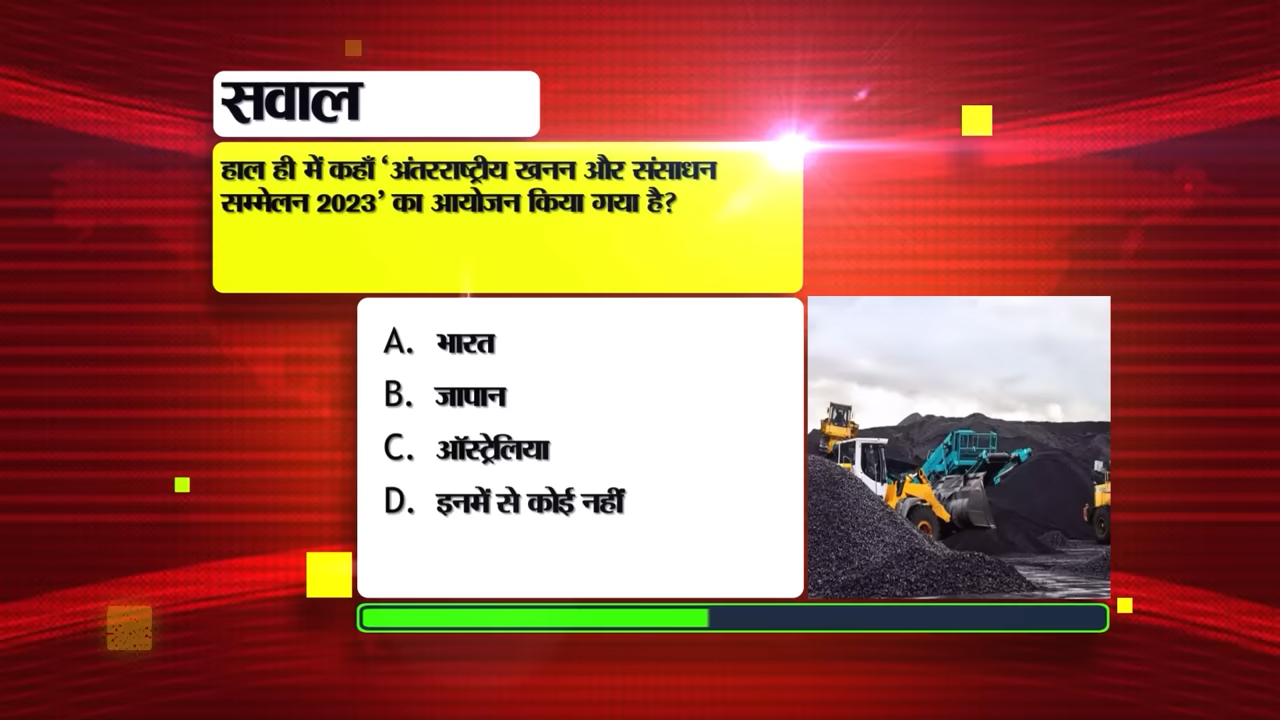 सवाल
हाल ही में कहाँ ‘अंतरराष्ट्रीय खनन और संसाधन
सम्मेलन 2023’ का आयोजन किया गया है?
A. भारत
B. जापान
C. ऑस्ट्रेलिया
D. इनमें से कोई नहीं